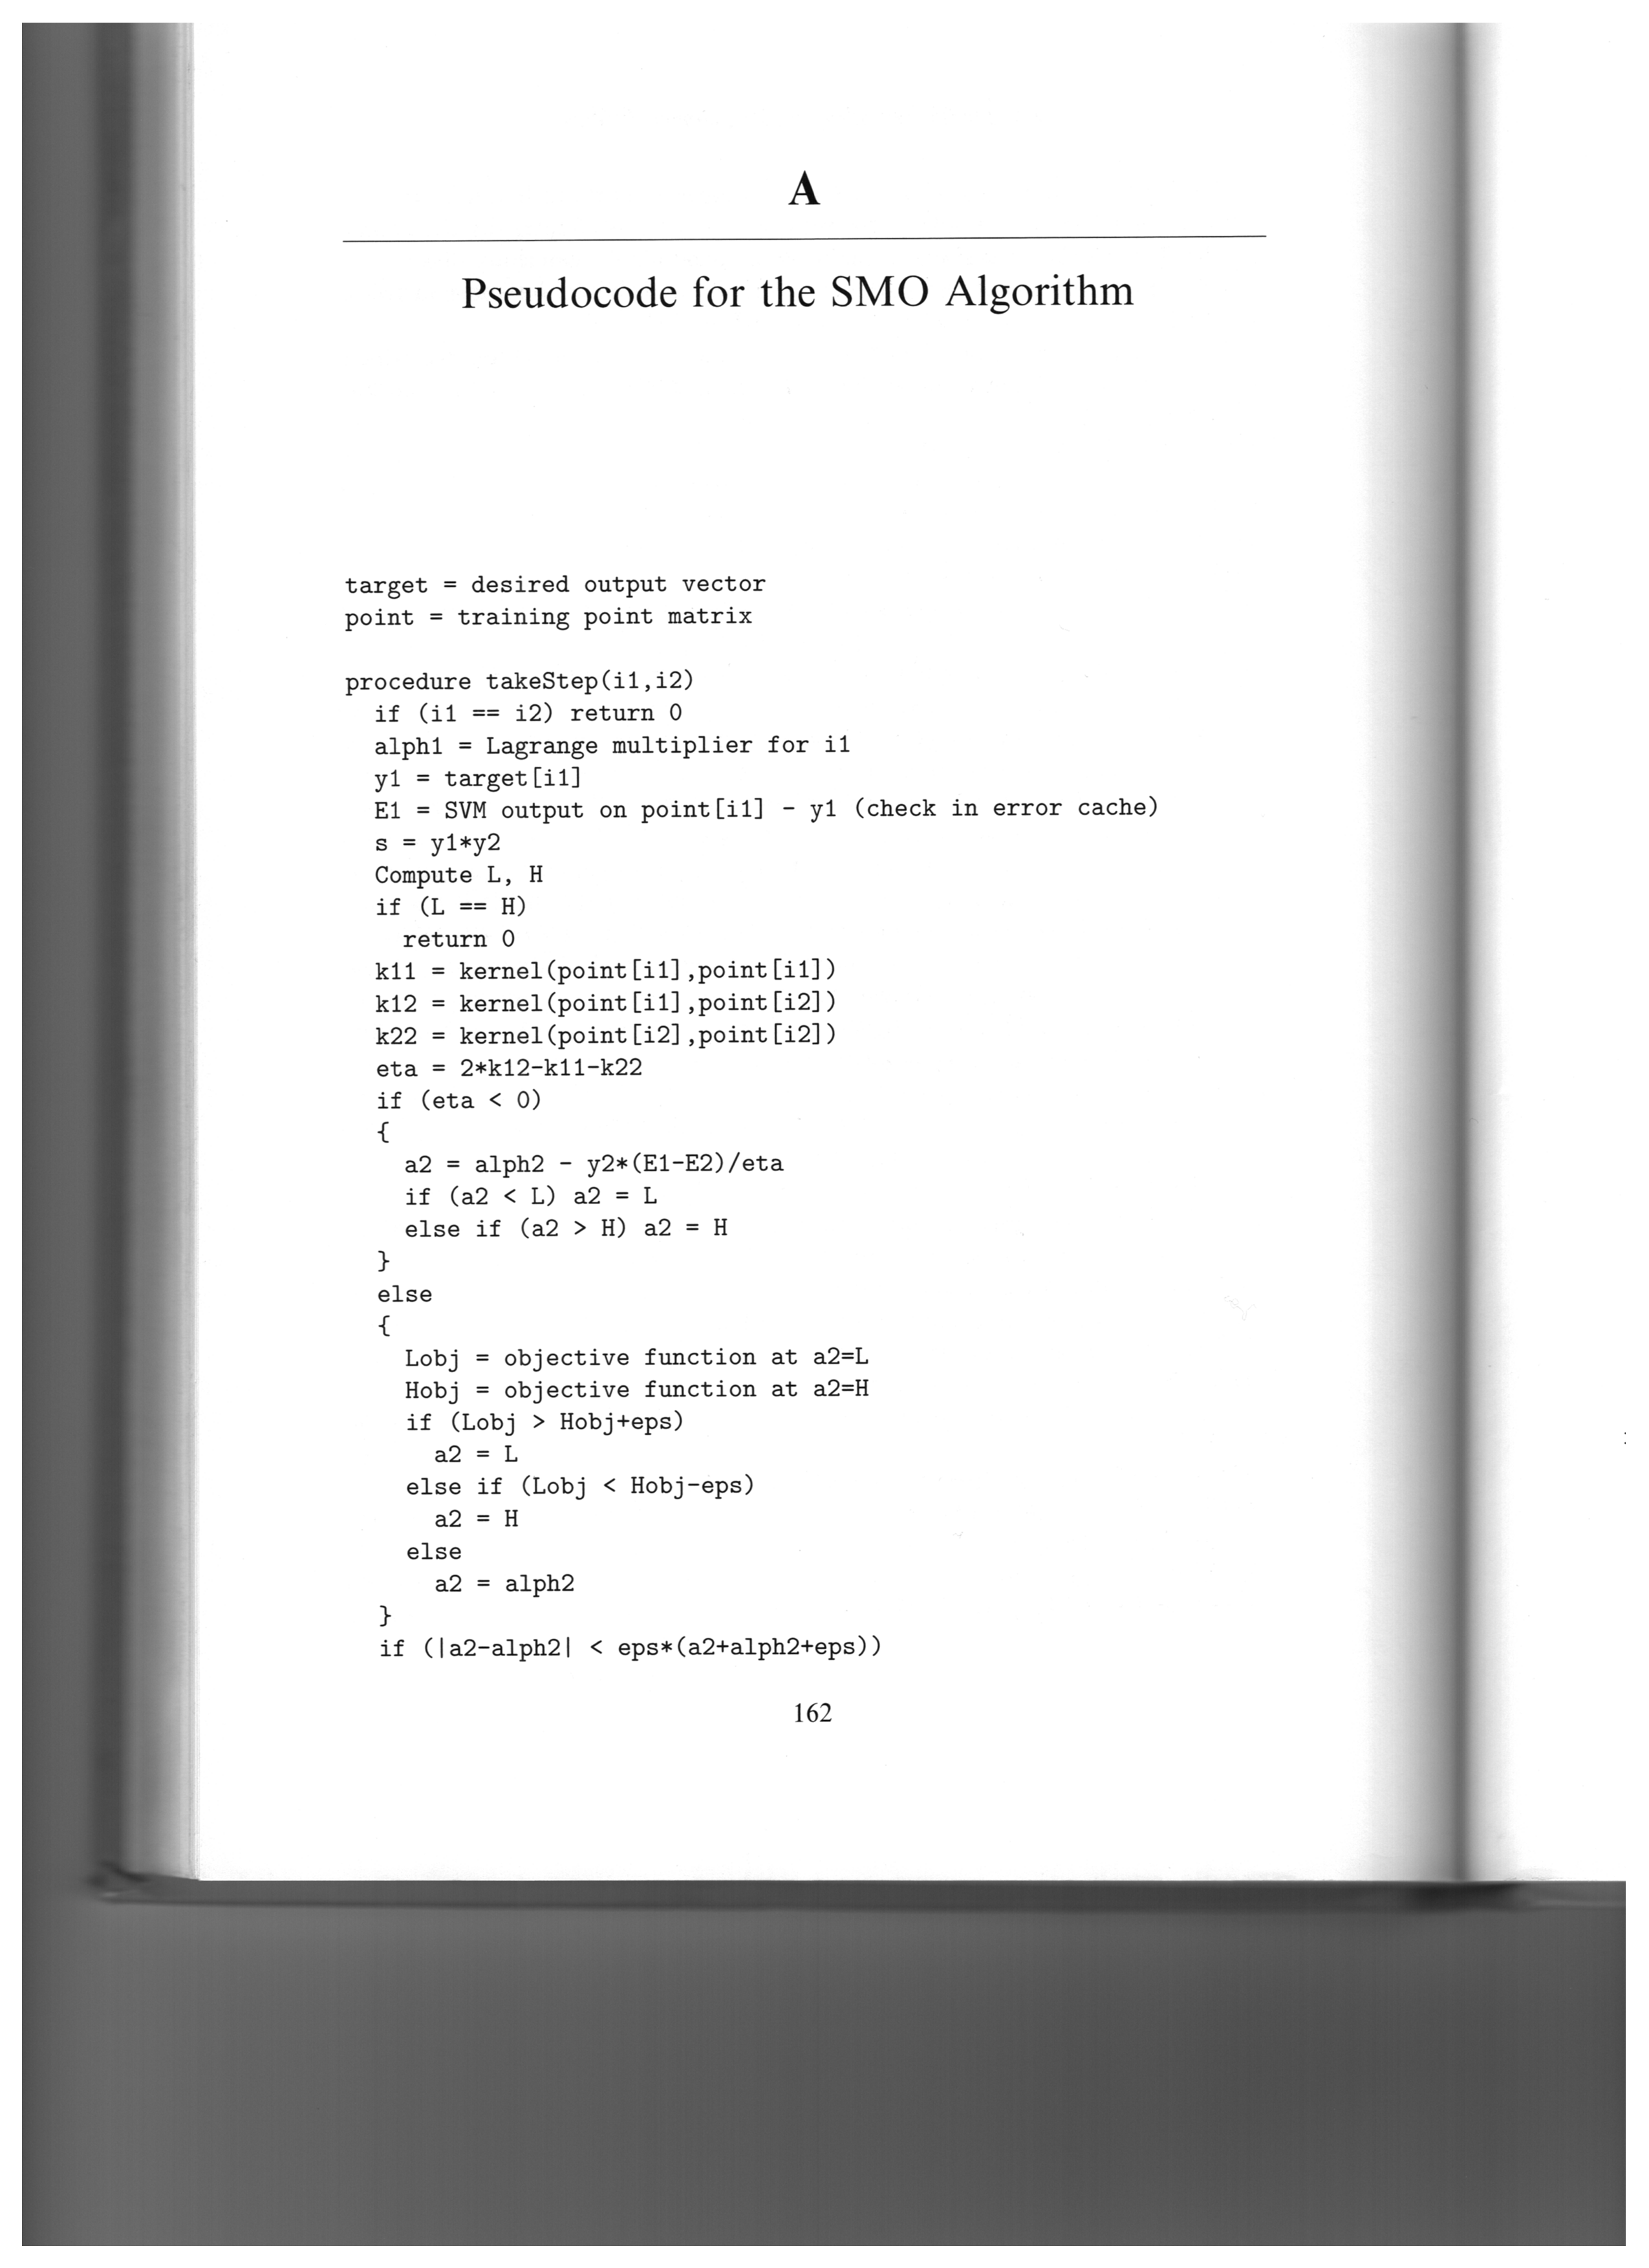 A
Pseudocode for the SMO Algorithm
target = desired output vector
point = training point matrix
procedure takeStep(i1,i2)
if (i1 == i2) return 0
alph1 = Lagrange multiplier for i1
y1 = target[i1]
E1 = SVM output on point[i1] - y1 (check in error cache)
s = y1*y2
Compute L, H
if (L == H)
return 0
k11 = kernel(point[i1],point[i1])
k12 = kernel(point[i1],point[i2])
k22 = kernel(point[i2],point[i2])
eta = 2*k12-k11-k22
if (eta < 0)
{
a2 = alph2 - y2*(E1-E2)/eta
if (a2 < L) a2 = L
else if (a2 > H) a2 = H
}
else
{
Lobj = objective function at a2=L
Hobj = objective function at a2=H
if (Lobj > Hobj+eps)
a2 = L
else if (Lobj < Hobj-eps)
a2 = H
else
a2 = alph2
}
if (|a2-alph2| < eps*(a2+alph2+eps))
162